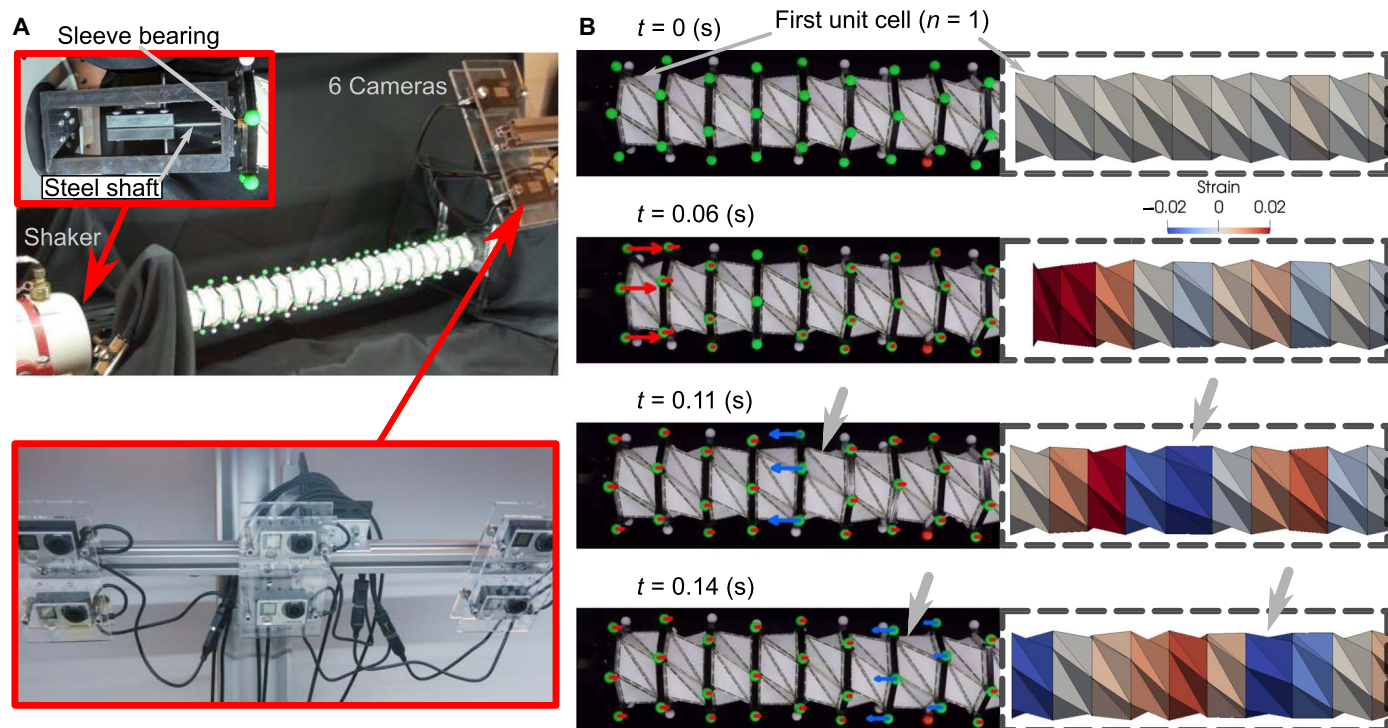 A
Sleeve bearing
Steel shaft
Shaker
6 Cameras
B
t = 0 (s)
First unit cell (n = 1)
t = 0.06 (s)
Strain
−0.02 0 0.02
t = 0.11 (s)
t = 0.14 (s)